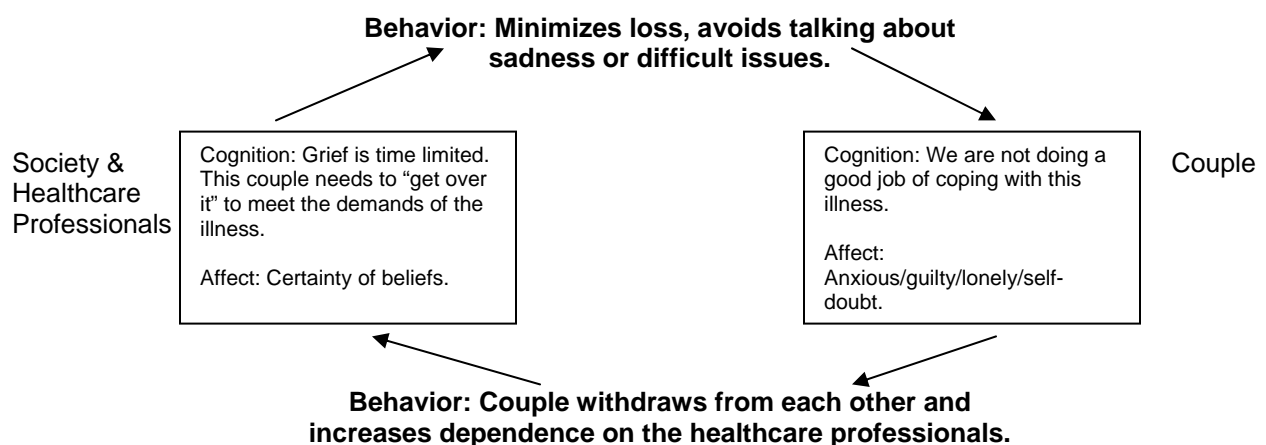 Behavior: Minimizes loss, avoids talking about
sadness or difficult issues.
Society &
Healthcare
Professionals
Cognition: Grief is time limited.
This couple needs to “get over
it” to meet the demands of the
illness.
Affect: Certainty of beliefs.
Cognition: We are not doing a
good job of coping with this
illness.
Affect:
Anxious/guilty/lonely/self-
doubt.
Couple
Behavior: Couple withdraws from each other and
increases dependence on the healthcare professionals.